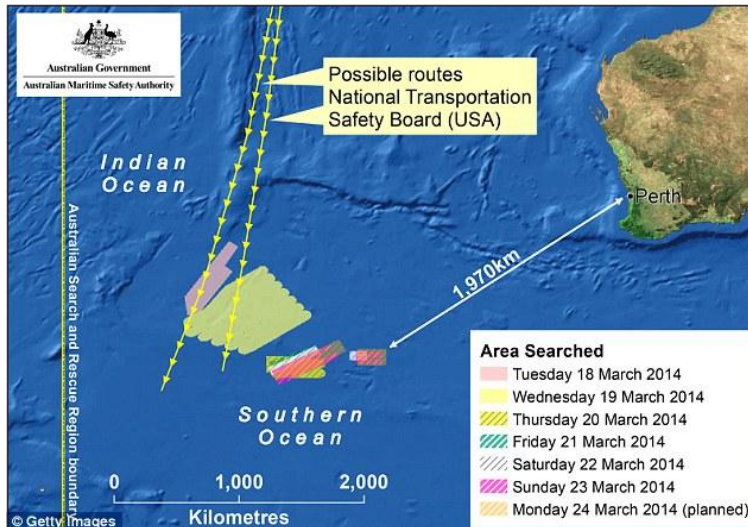 Australian Government
Australian Maritime Safety Authority
Possible routes
National Transportation
Safety Board (USA)
Indian
Ocean
Perth
Australian Search and Rescue Region boundary
1,970km
Southern
Ocean
Area Searched
Tuesday 18 March 2014
Wednesday 19 March 2014
Thursday 20 March 2014
Friday 21 March 2014
Saturday 22 March 2014
Sunday 23 March 2014
Monday 24 March 2014 (planned)
0 1,000 2,000
Kilometres
© Getty Images